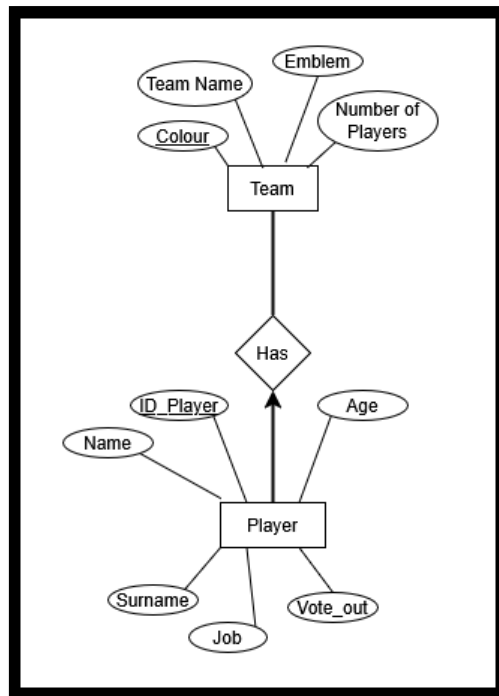 Emblem
Team Name
Number of
Players
Colour
Team
Has
ID_Player
Age
Name
Player
Surname
Vote_out
Job